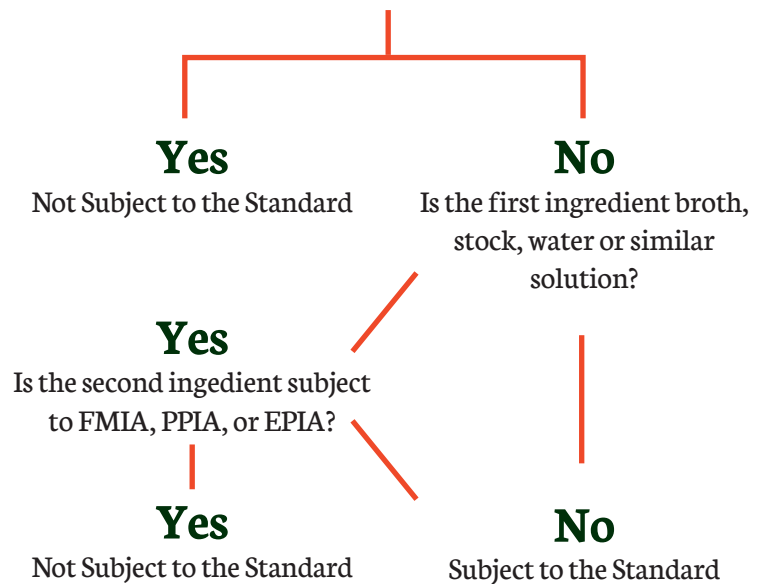 Yes
Not Subject to the Standard
No
Is the first ingredient broth,
stock, water or similar
solution?
Yes
Is the second ingedient subject
to FMIA, PPIA, or EPIA?
Yes
Not Subject to the Standard
No
Subject to the Standard